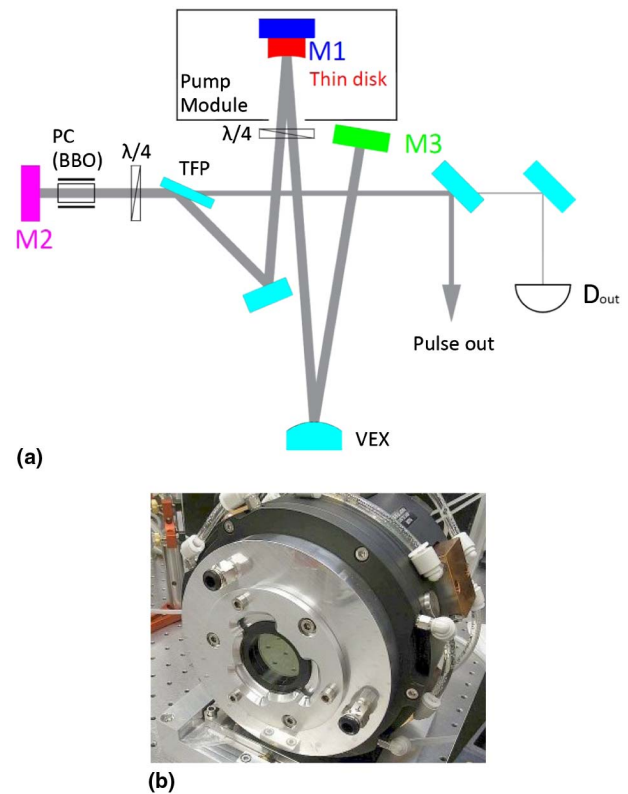 M1
Thin disk
Pump
Module
λ/4
M3
PC
(BBO)
λ/4
TFP
M2
Dout
Pulse out
VEX
(a)
(b)